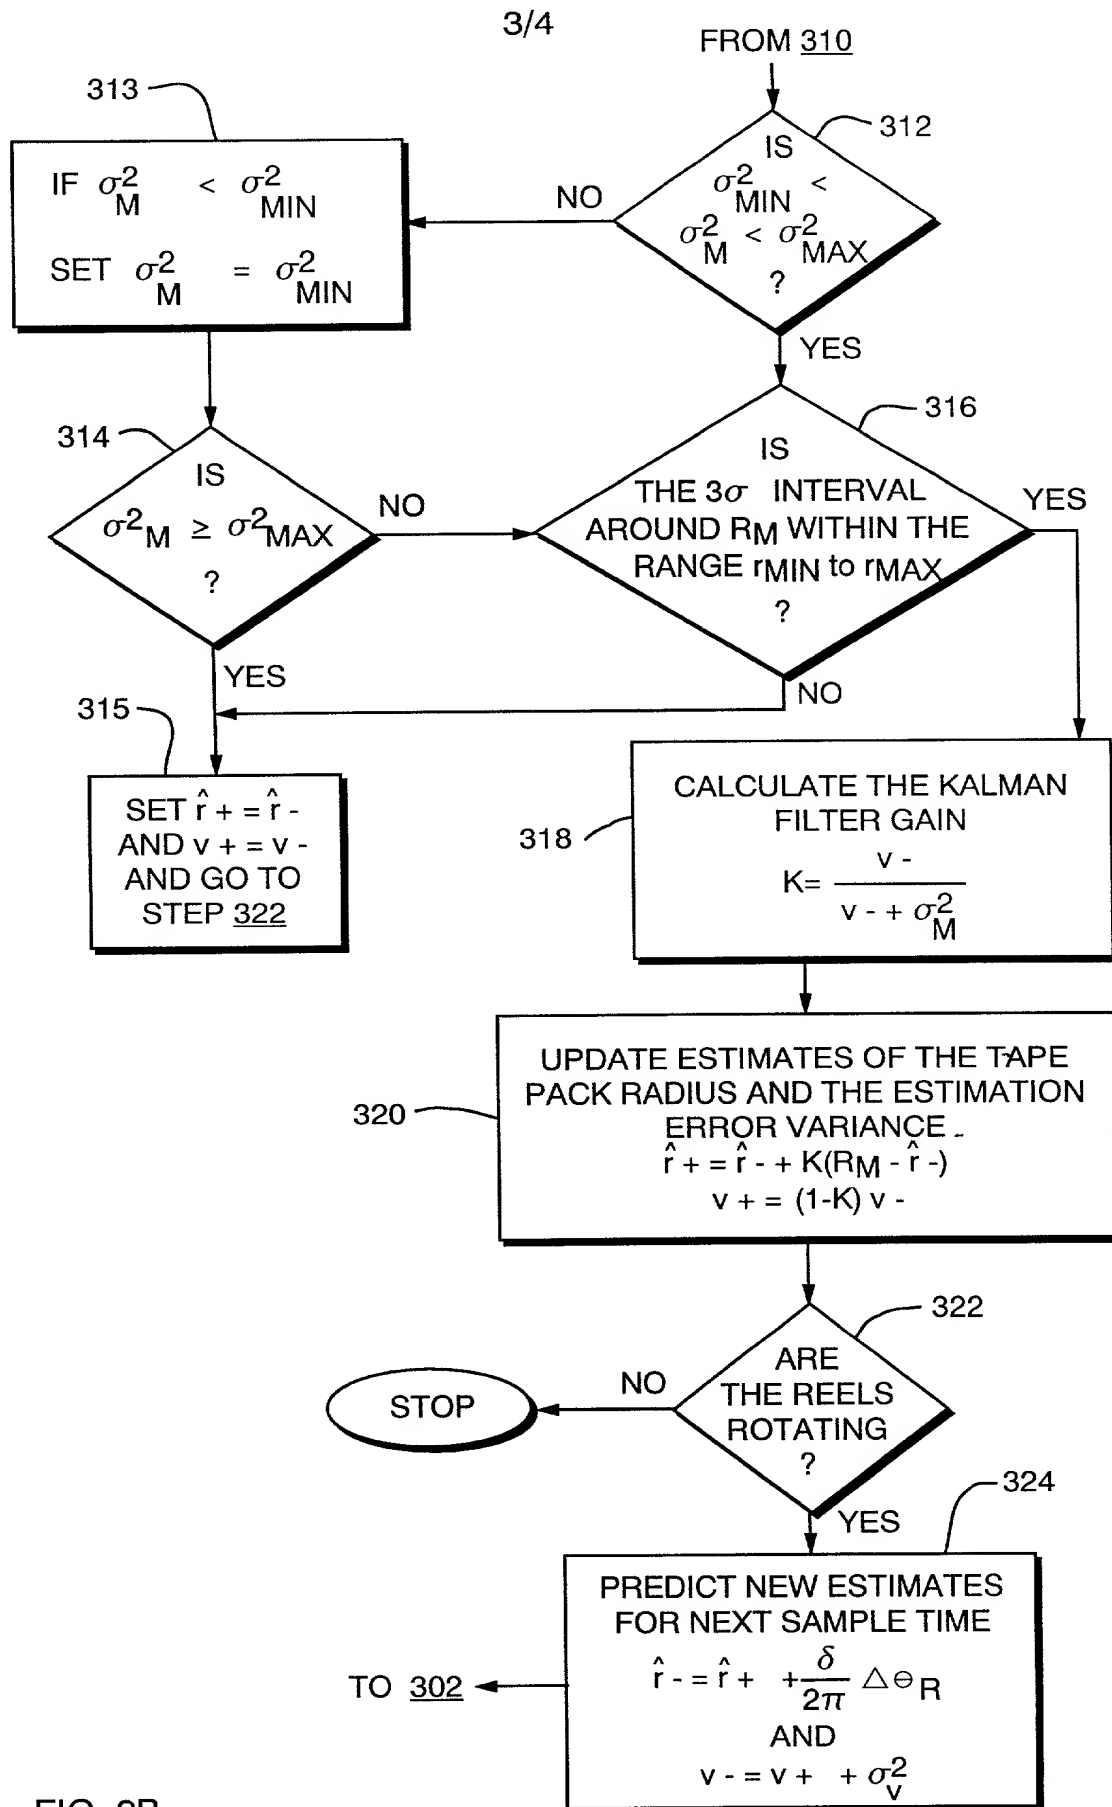 3/4
FROM 310
312
IS
σ²MIN <
σ²M < σ²MAX
?
NO
YES
313
IF σ²M < σ²MIN
SET σ²M = σ²MIN
314
IS
σ²M ≥ σ²MAX
?
NO
YES
316
IS
THE 3σ INTERVAL
AROUND RM WITHIN THE
RANGE rMIN to rMAX
?
YES
NO
315
SET r̂ + = r̂ -
AND v + = v -
AND GO TO
STEP 322
318
CALCULATE THE KALMAN
FILTER GAIN
K= v - / v - + σ²M
320
UPDATE ESTIMATES OF THE TAPE
PACK RADIUS AND THE ESTIMATION
ERROR VARIANCE
r̂ + = r̂ - + K(RM - r̂ -)
v + = (1-K) v -
322
ARE
THE REELS
ROTATING
?
NO
STOP
YES
324
PREDICT NEW ESTIMATES
FOR NEXT SAMPLE TIME
r̂ - = r̂ + + δ/2π △ΘR
AND
v - = v + + σ²v
TO 302